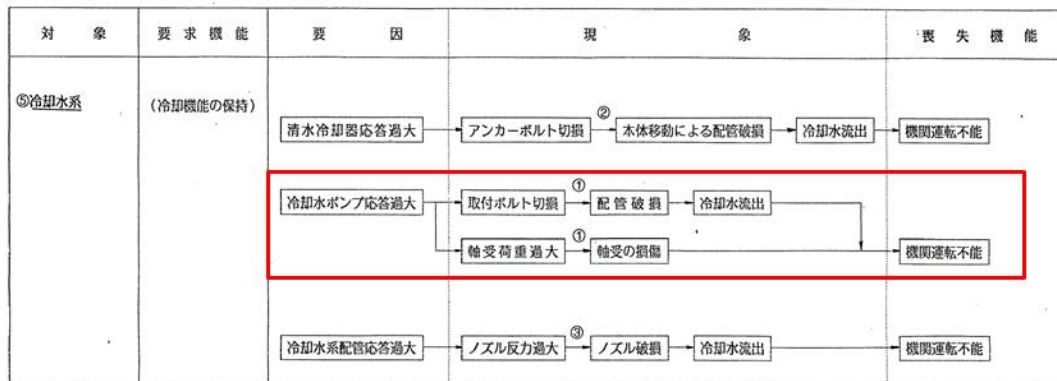 対 象 要 求 機 能 要 因 現 象 喪 失 機 能
⑤冷却水系 (冷却機能の保持)
②
清水冷却器応答過大 アンカーボルト切損 本体移動による配管破損 冷却水流出 機関運転不能
①
冷却水ポンプ応答過大 取付ボルト切損 配管破損 冷却水流出
①
軸受荷重過大 軸受の損傷 機関運転不能
③
冷却水系配管応答過大 ノズル反力過大 ノズル破損 冷却水流出 機関運転不能